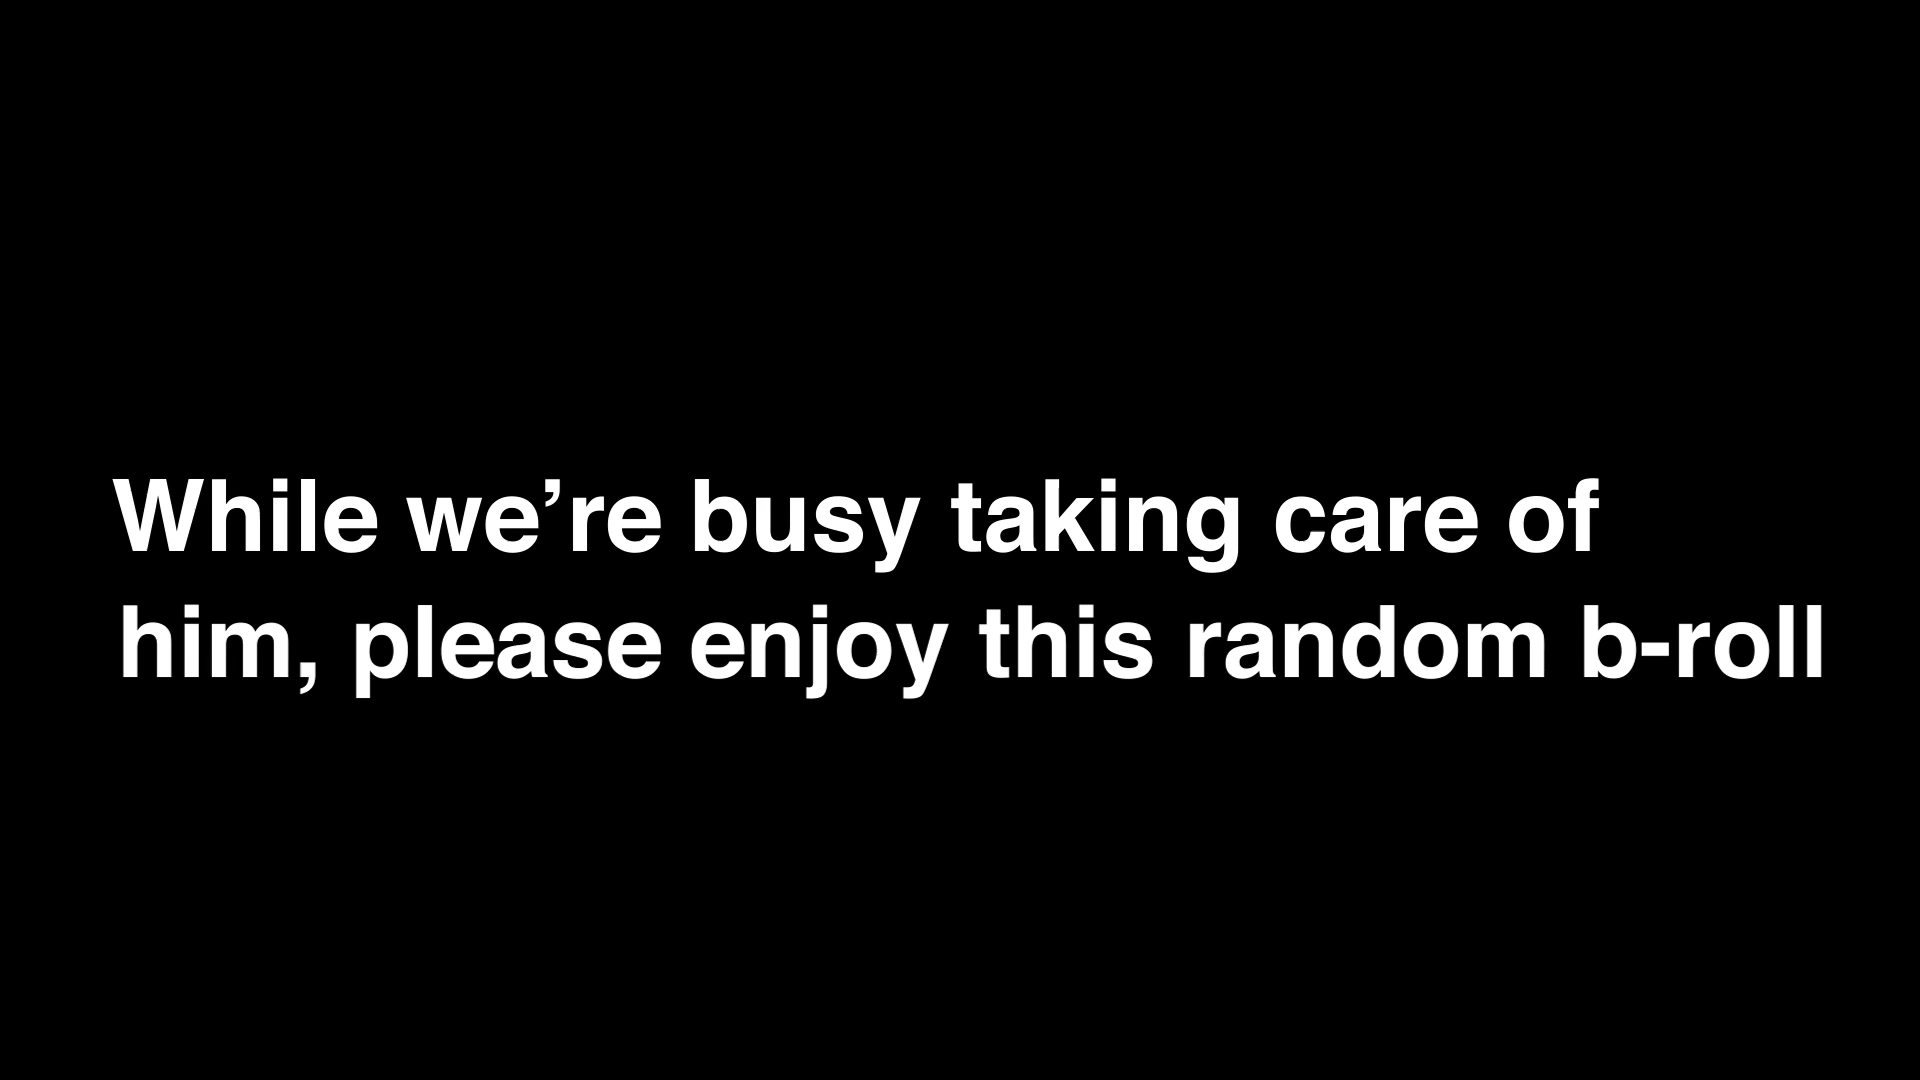 While we’re busy taking care of
him, please enjoy this random b-roll